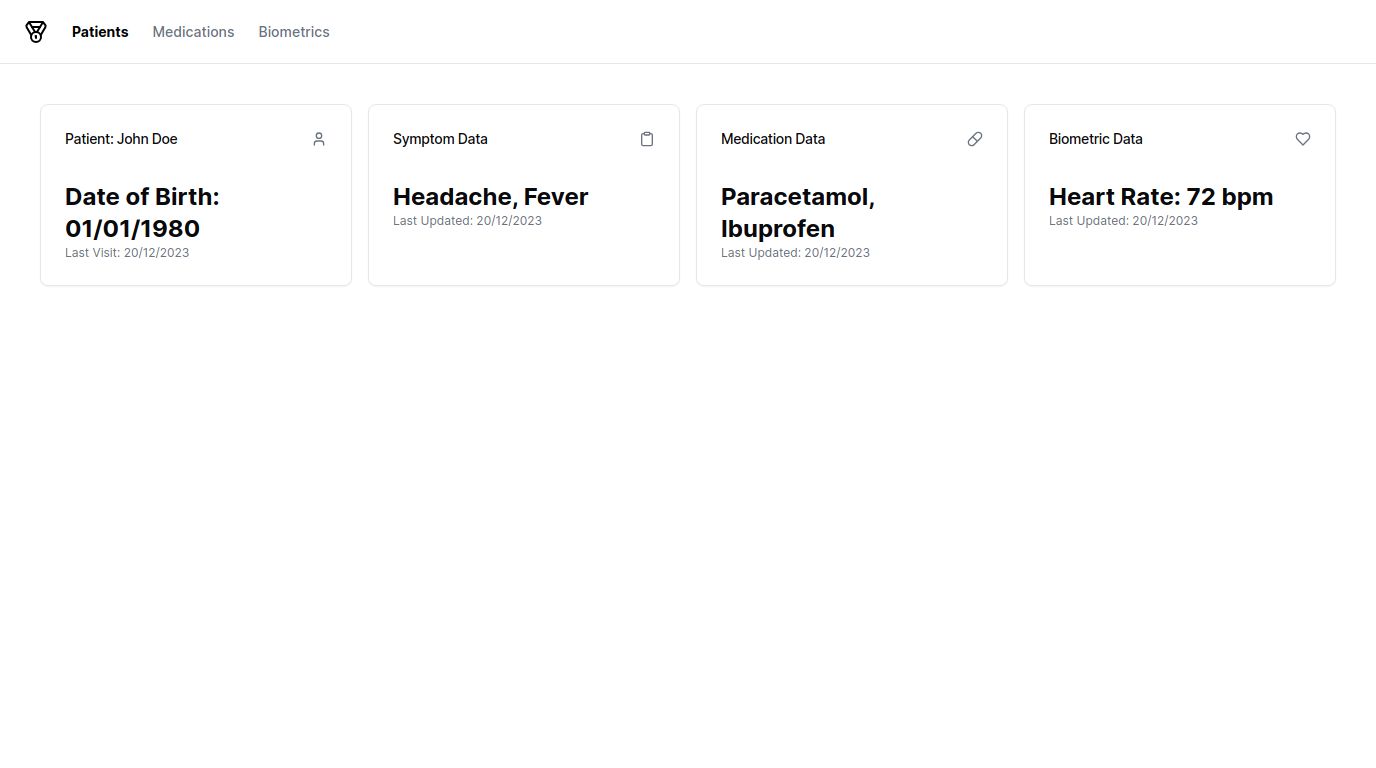 Patients Medications Biometrics
Patient: John Doe
Date of Birth:
01/01/1980
Last Visit: 20/12/2023
Symptom Data
Headache, Fever
Last Updated: 20/12/2023
Medication Data
Paracetamol,
Ibuprofen
Last Updated: 20/12/2023
Biometric Data
Heart Rate: 72 bpm
Last Updated: 20/12/2023